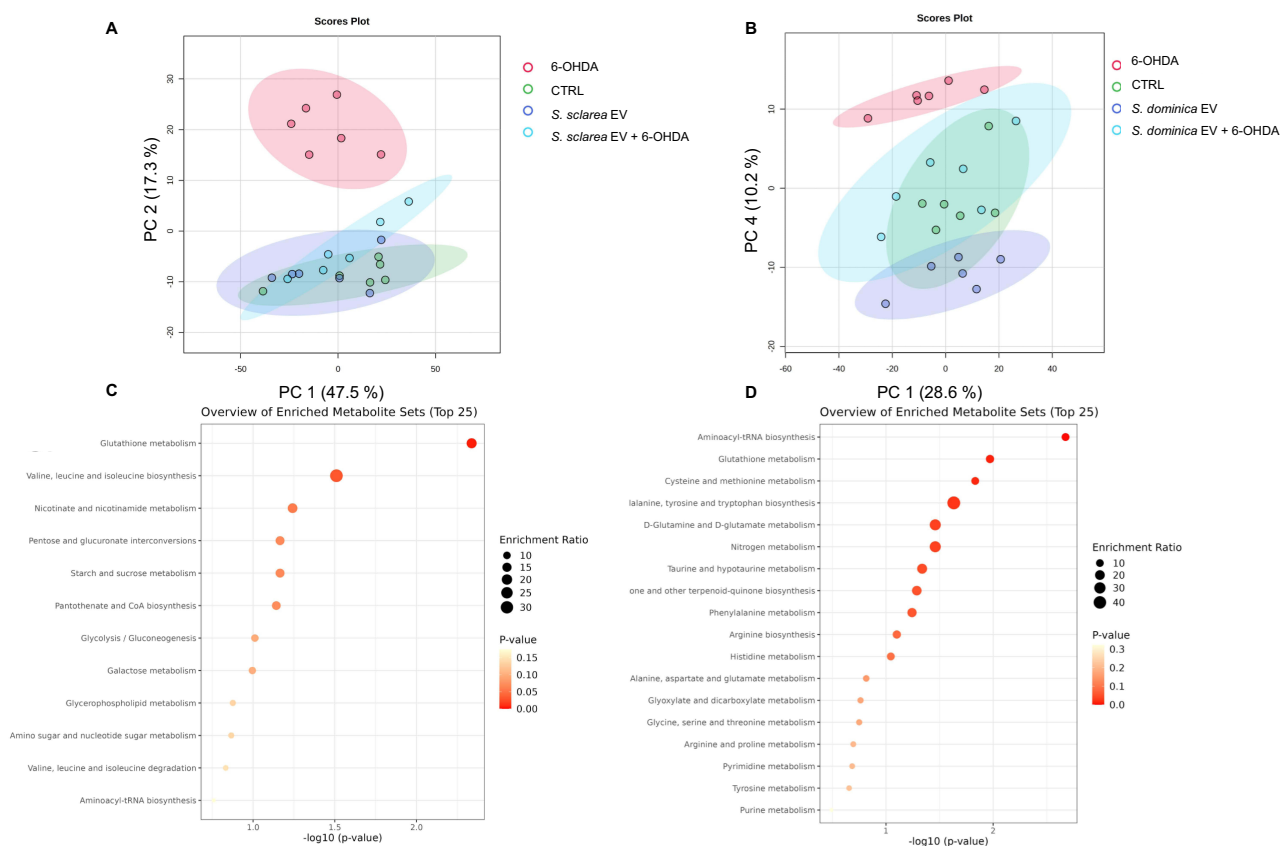 A
Scores Plot
PC 2 (17.3 %)
30
20
10
0
-10
-20
-50
0
50
PC 1 (47.5 %)
6-OHDA
CTRL
S. sclarea EV
S. sclarea EV + 6-OHDA
B
Scores Plot
PC 4 (10.2 %)
10
0
-10
-20
-60
-40
-20
0
20
40
60
PC 1 (28.6 %)
6-OHDA
CTRL
S. dominica EV
S. dominica EV + 6-OHDA
C
Overview of Enriched Metabolite Sets (Top 25)
Glutathione metabolism
Valine, leucine and isoleucine biosynthesis
Nicotinate and nicotinamide metabolism
Pentose and glucuronate interconversions
Starch and sucrose metabolism
Pantothenate and CoA biosynthesis
Glycolysis / Gluconeogenesis
Galactose metabolism
Glycerophospholipid metabolism
Amino sugar and nucleotide sugar metabolism
Valine, leucine and isoleucine degradation
Aminoacyl-tRNA biosynthesis
1.0
1.5
2.0
-log10 (p-value)
Enrichment Ratio
10
15
20
25
30
P-value
0.15
0.10
0.05
0.00
D
Overview of Enriched Metabolite Sets (Top 25)
Aminoacyl-tRNA biosynthesis
Glutathione metabolism
Cysteine and methionine metabolism
lalanine, tyrosine and tryptophan biosynthesis
D-Glutamine and D-glutamate metabolism
Nitrogen metabolism
Taurine and hypotaurine metabolism
one and other terpenoid-quinone biosynthesis
Phenylalanine metabolism
Arginine biosynthesis
Histidine metabolism
Alanine, aspartate and glutamate metabolism
Glyoxylate and dicarboxylate metabolism
Glycine, serine and threonine metabolism
Arginine and proline metabolism
Pyrimidine metabolism
Tyrosine metabolism
Purine metabolism
1
2
-log10 (p-value)
Enrichment Ratio
10
20
30
40
P-value
0.3
0.2
0.1
0.0